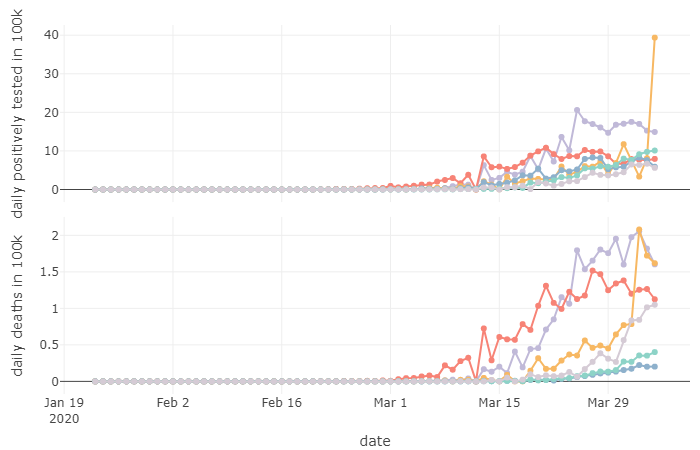 daily positively tested in 100k
40
30
20
10
0
daily deaths in 100k
2
1.5
1
0.5
0
Jan 19
2020
Feb 2
Feb 16
Mar 1
Mar 15
Mar 29
date